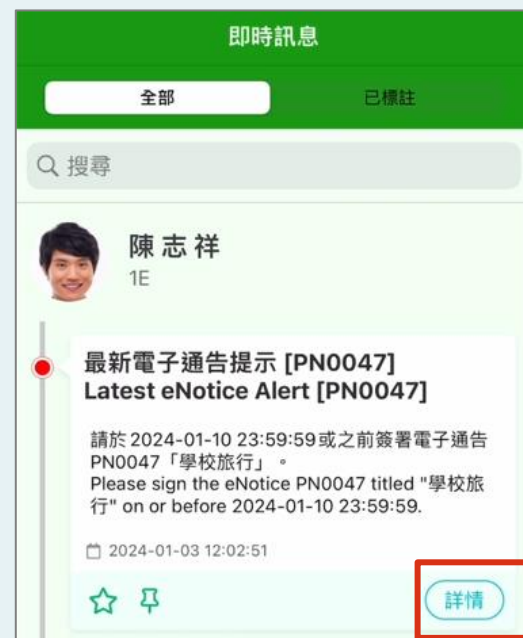 即時訊息
全部
已標註
搜尋
陳志祥
1E
最新電子通告提示 [PN0047]
Latest eNotice Alert [PN0047]
請於2024-01-10 23:59:59或之前簽署電子通告
PN0047「學校旅行」。
Please sign the eNotice PN0047 titled "學校旅
行" on or before 2024-01-10 23:59:59.
2024-01-03 12:02:51
詳情